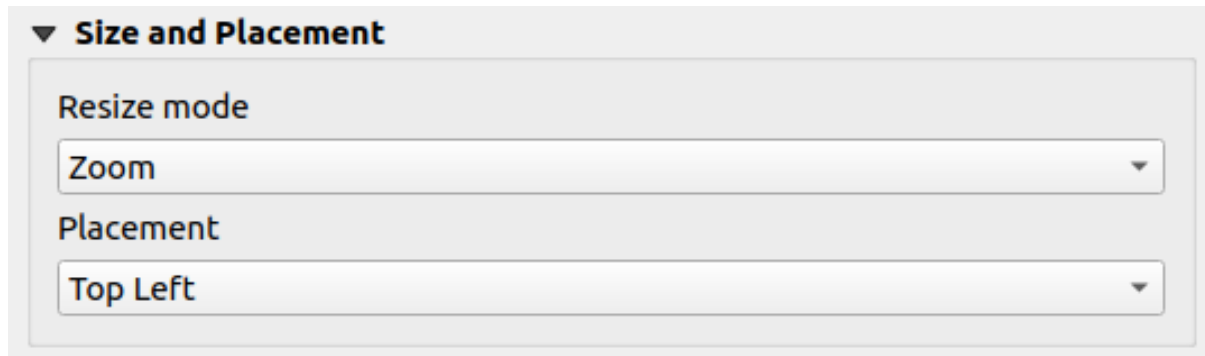 Size and Placement
Resize mode
Zoom
Placement
Top Left